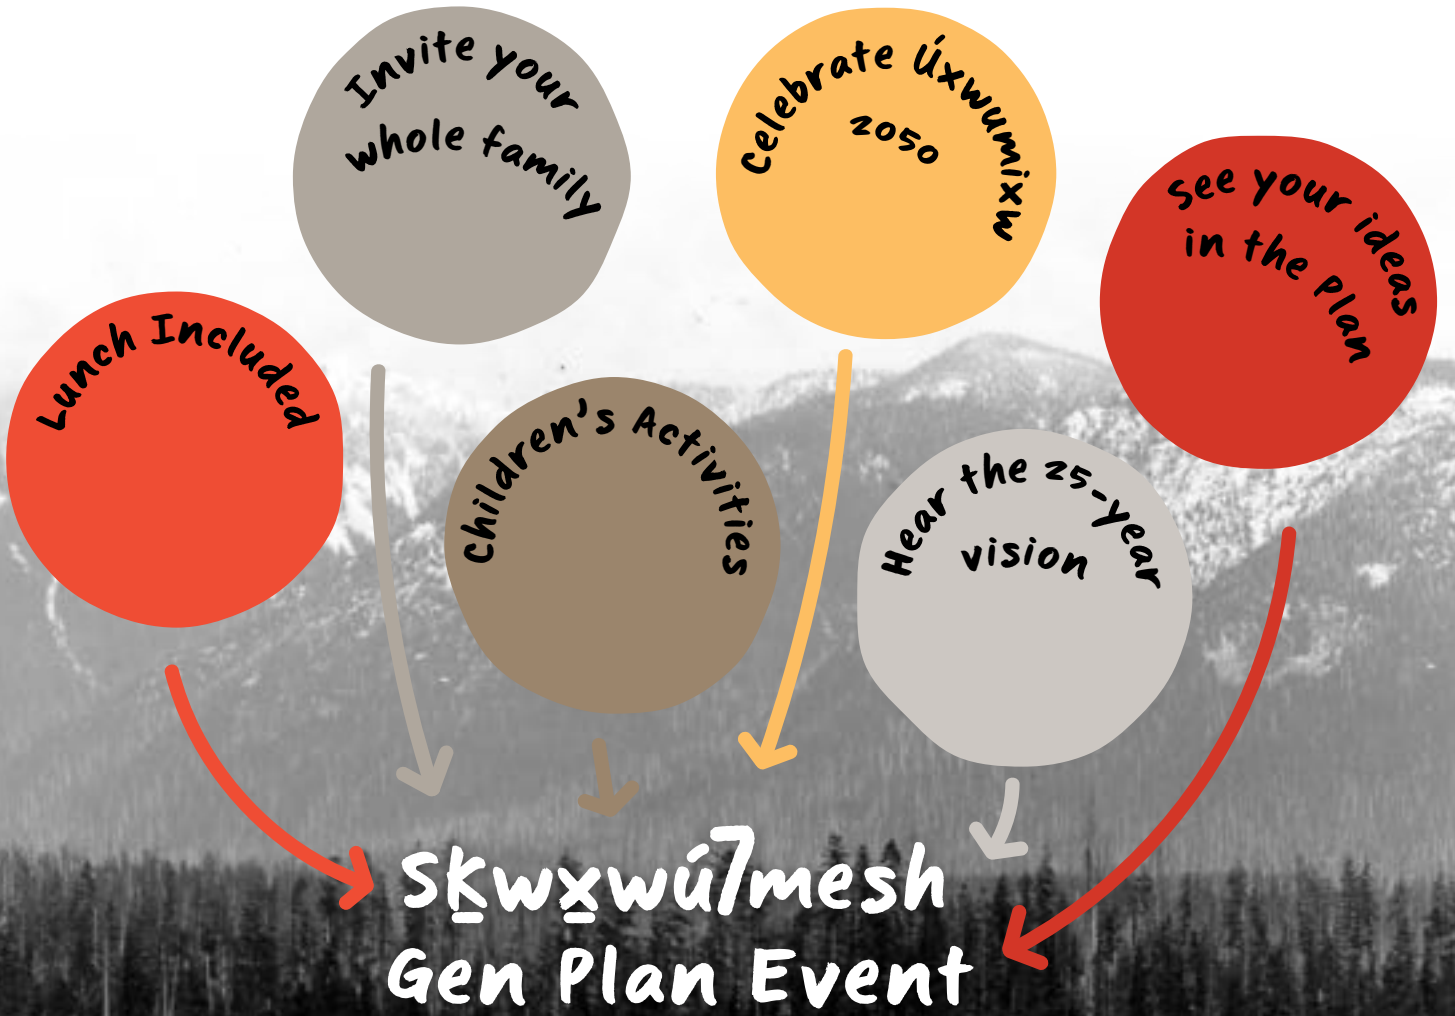 Invite your
whole family
Celebrate Úxwumixw
2050
See your ideas
in the Plan
Lunch Included
Children's Activities
Hear the 25-year
vision
Sḵwx̱wú7mesh
Gen Plan Event